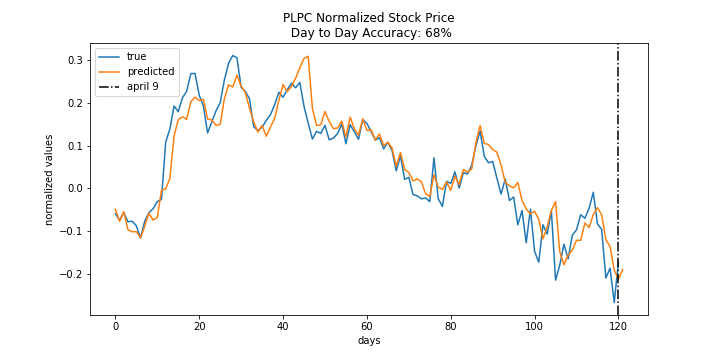 PLPC Normalized Stock Price
Day to Day Accuracy: 68%
true
predicted
april 9
normalized values
0.3
0.2
0.1
0.0
−0.1
−0.2
0
20
40
60
80
100
120
days